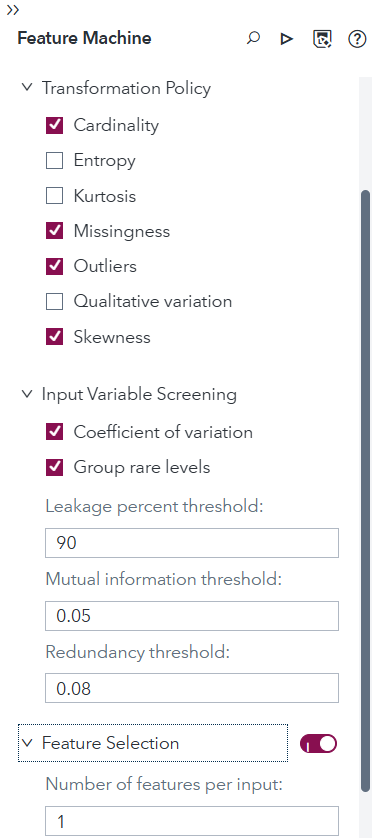 Feature Machine
Transformation Policy
Cardinality
Entropy
Kurtosis
Missingness
Outliers
Qualitative variation
Skewness
Input Variable Screening
Coefficient of variation
Group rare levels
Leakage percent threshold:
90
Mutual information threshold:
0.05
Redundancy threshold:
0.08
Feature Selection
Number of features per input:
1